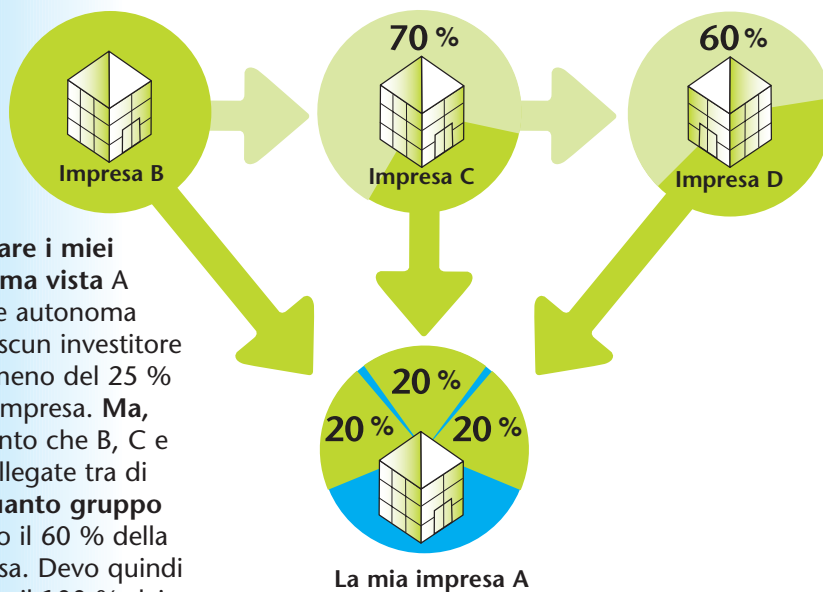 70 %
60 %
Impresa B
Impresa C
Impresa D
are i miei
ma vista A
e autonoma
scun investitore
meno del 25 %
impresa. Ma,
nto che B, C e
llegate tra di
uanto gruppo
o il 60 % della
sa. Devo quindi
20 %
20 %
20 %
La mia impresa A